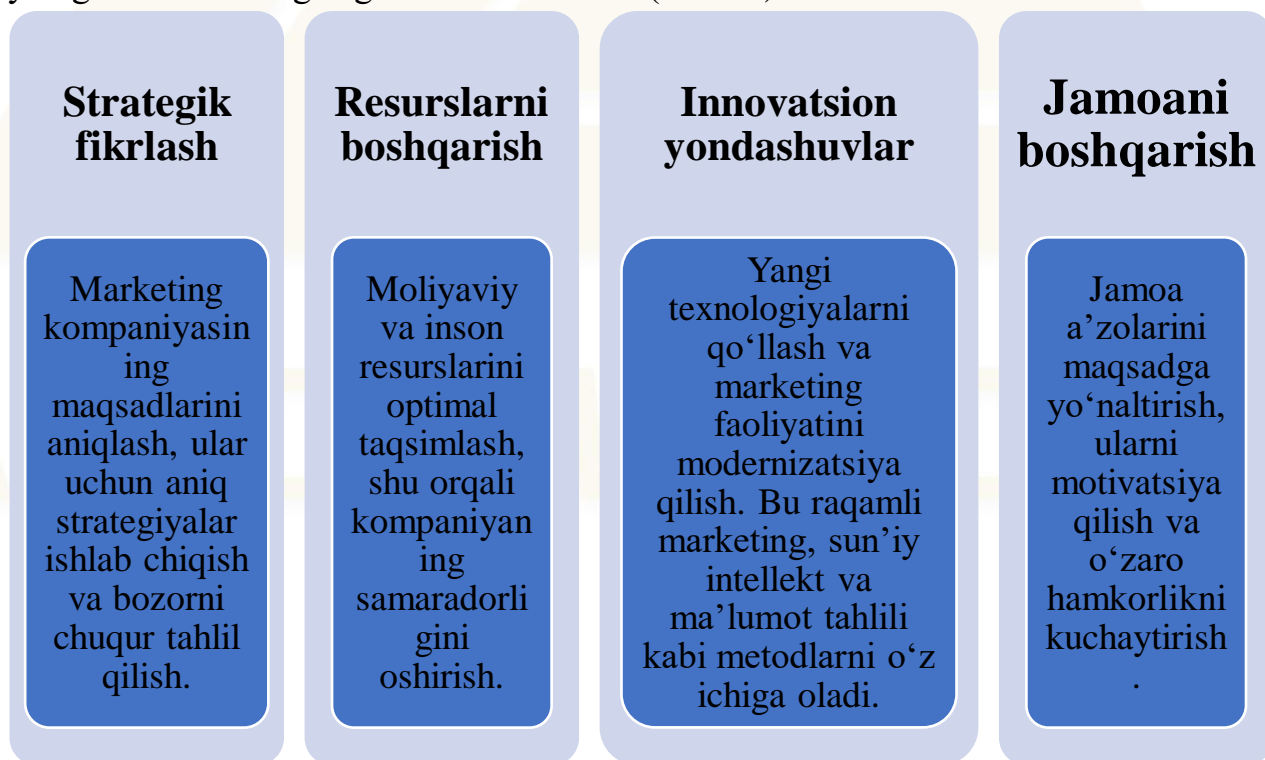 Strategik
fikrlash
Marketing
kompaniyasin
ing
maqsadlarini
aniqlash, ular
uchun aniq
strategiyalar
ishlab chiqish
va bozorni
chuqur tahlil
qilish.
Resurslarni
boshqarish
Moliyaviy
va inson
resurslarini
optimal
taqsimlash,
shu orqali
kompaniyan
ing
samaradorli
gini
oshirish.
Innovatsion
yondashuvlar
Yangi
texnologiyalarni
qo‘llash va
marketing
faoliyatini
modernizatsiya
qilish. Bu raqamli
marketing, sun’iy
intellekt va
ma’lumot tahlili
kabi metodlarni o‘z
ichiga oladi.
Jamoani
boshqarish
Jamoa
a’zolarini
maqsadga
yo‘naltirish,
ularni
motivatsiya
qilish va
o‘zaro
hamkorlikni
kuchaytirish
.